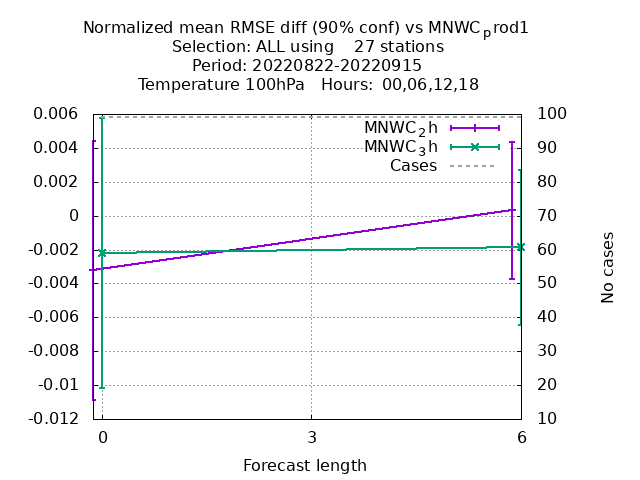 Normalized mean RMSE diff (90% conf) vs MNWCprod1
Selection: ALL using 27 stations
Period: 20220822-20220915
Temperature 100hPa Hours: 00,06,12,18
0.006 100
MNWC2h
0.004 90
MNWC3h
Cases
0.002 80
0 70
-0.002 60
-0.004 50
-0.006 40
-0.008 30
-0.01 20
-0.012 10
No cases
0 3 6
Forecast length